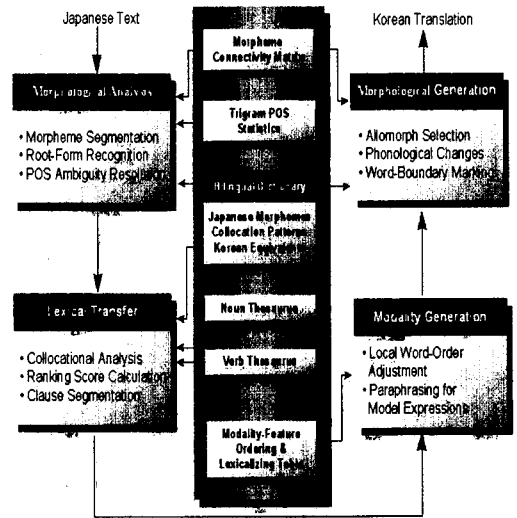 Japanese Text
Korean Translation
Morpheme
Connectivity Matrix
Morphological Analysis
• Morpheme Segmentation
• Root-Form Recognition
• POS Ambiguity Resolution
Trigram POS
Statistics
Morphological Generation
• Allomorph Selection
• Phonological Changes
• Word-Boundary Marking
Bilingual Dictionary
Japanese Morphemes
Collocation Patterns
Korean Equivalents
Lexical Transfer
• Collocational Analysis
• Ranking Score Calculation
• Clause Segmentation
Noun Thesaurus
Verb Thesaurus
Modality-Feature
Ordering &
Lexicalizing Table
Modality Generation
• Local Word-Order
Adjustment
• Paraphrasing for
Modal Expressions